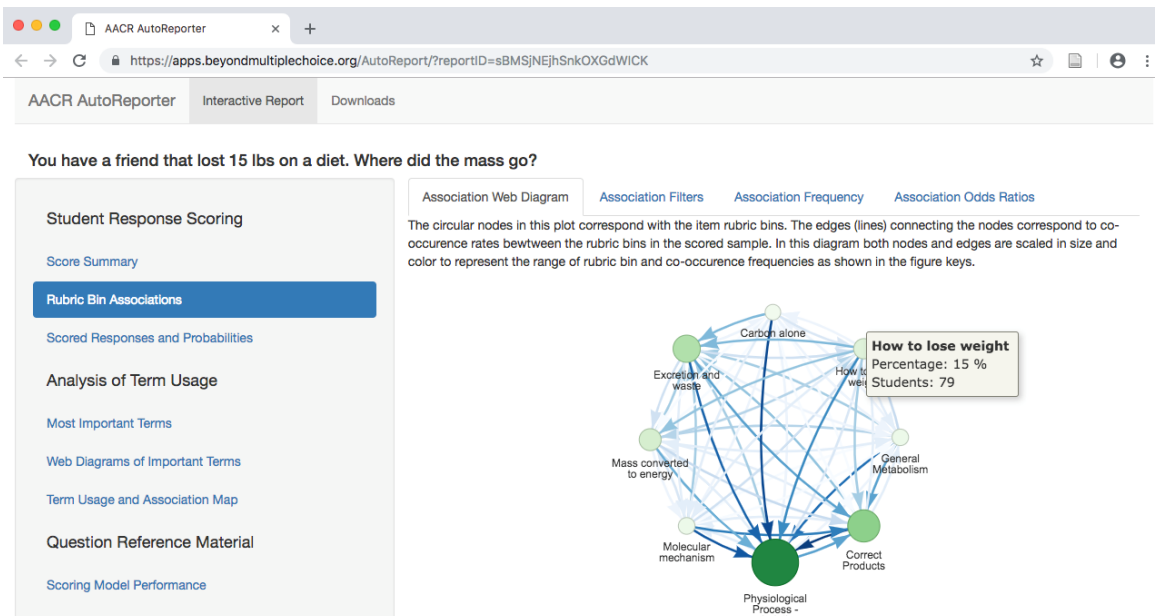 AACR AutoReporter
https://apps.beyondmultiplechoice.org/AutoReport/?reportID=sBMSjNEjhSnkOXGdWlCK
AACR AutoReporter Interactive Report Downloads
You have a friend that lost 15 lbs on a diet. Where did the mass go?
Student Response Scoring
Score Summary
Rubric Bin Associations
Scored Responses and Probabilities
Analysis of Term Usage
Most Important Terms
Web Diagrams of Important Terms
Term Usage and Association Map
Question Reference Material
Scoring Model Performance
Association Web Diagram Association Filters Association Frequency Association Odds Ratios
The circular nodes in this plot correspond with the item rubric bins. The edges (lines) connecting the nodes correspond to co-
occurence rates bewtween the rubric bins in the scored sample. In this diagram both nodes and edges are scaled in size and
color to represent the range of rubric bin and co-occurence frequencies as shown in the figure keys.
Carbon alone
How to lose weight
Percentage: 15 %
Students: 79
Excretion and
waste
General
Metabolism
Mass converted
to energy
Molecular
mechanism
Correct
Products
Physiological
Process -